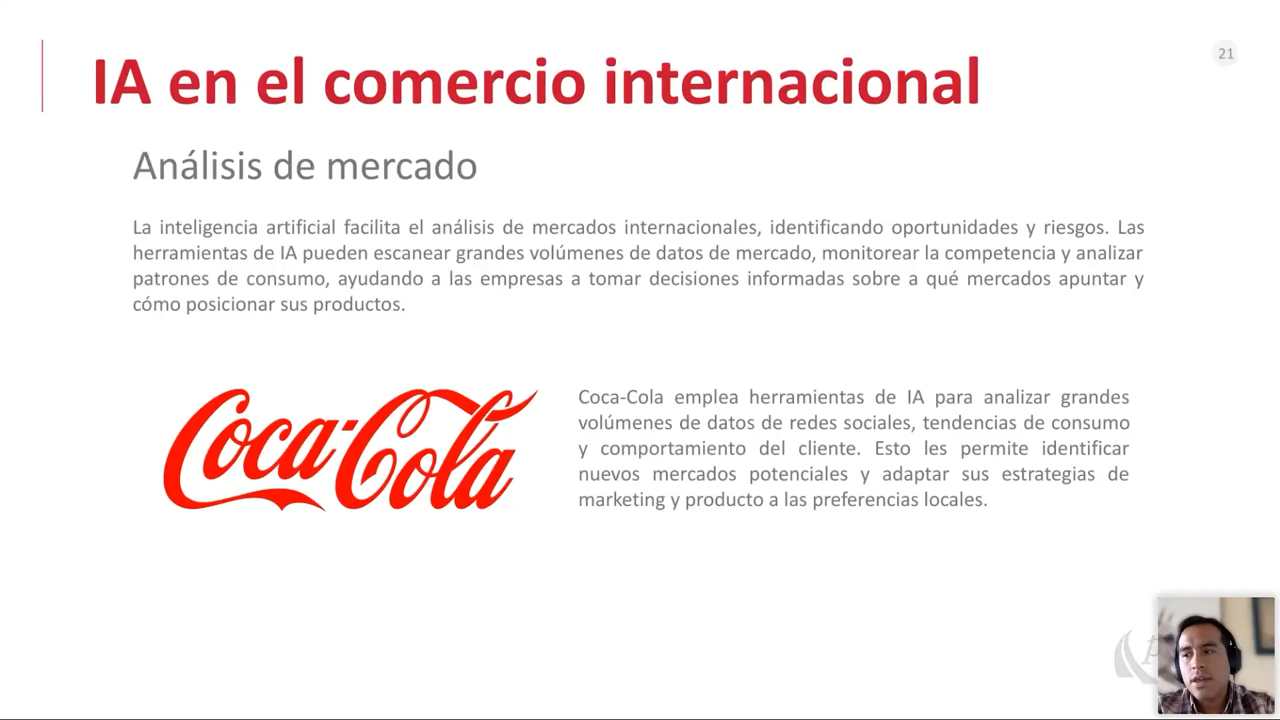 21
IA en el comercio internacional
Análisis de mercado
La inteligencia artificial facilita el análisis de mercados internacionales, identificando oportunidades y riesgos. Las
herramientas de IA pueden escanear grandes volúmenes de datos de mercado, monitorear la competencia y analizar
patrones de consumo, ayudando a las empresas a tomar decisiones informadas sobre a qué mercados apuntar y
cómo posicionar sus productos.
Coca-Cola
Coca-Cola emplea herramientas de IA para analizar grandes
volúmenes de datos de redes sociales, tendencias de consumo
y comportamiento del cliente. Esto les permite identificar
nuevos mercados potenciales y adaptar sus estrategias de
marketing y producto a las preferencias locales.